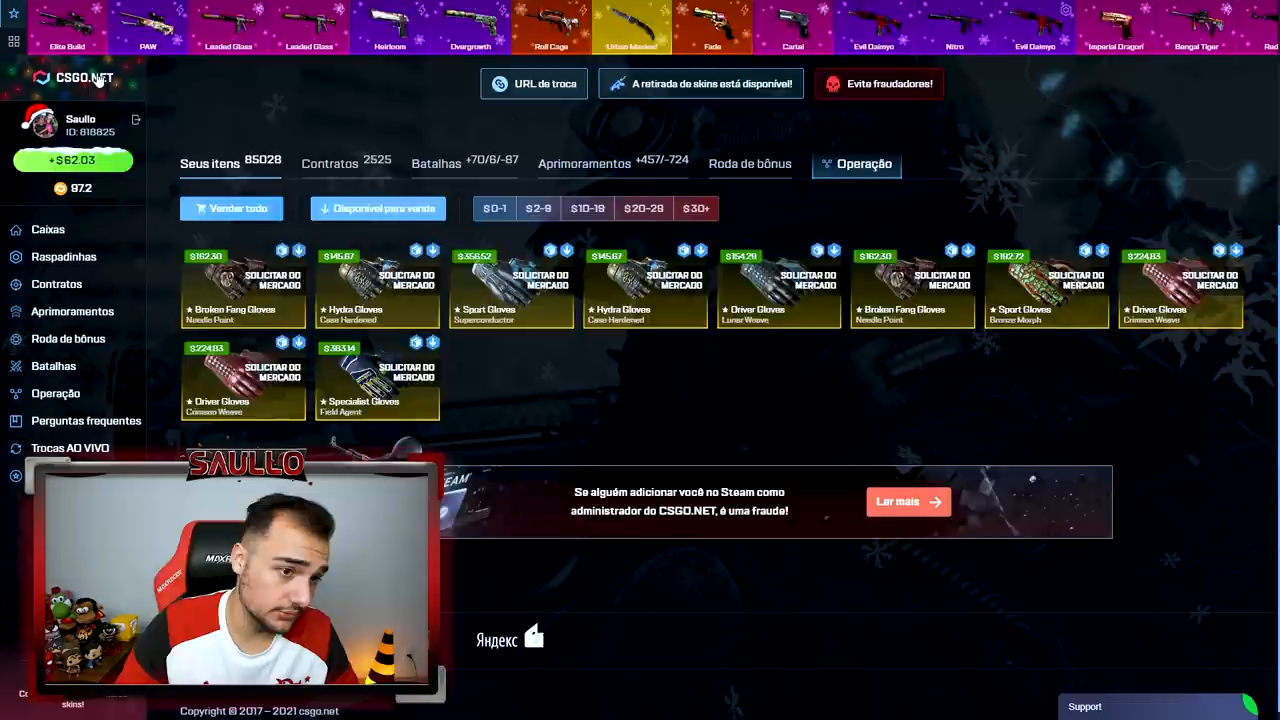 Elite Build
PAW
Leaded Glass
Leaded Glass
Heirloom
Overgrowth
Roll Cage
Urban Masked
Fade
Cartel
Evil Daimyo
Nitro
Evil Daimyo
Imperial Dragon
Bengal Tiger
Red
CSGO.NET
URL de troca
A retirada de skins está disponível!
Evite fraudadores!
Saullo
ID: 818825
+$62.03
97.2
Seus itens 85028
Contratos 2525
Batalhas +70/6/-87
Aprimoramentos +457/-724
Roda de bônus
Operação
Vender todo
Disponível para venda
$0-1
$2-9
$10-19
$20-29
$30+
Caixas
Raspadinhas
Contratos
Aprimoramentos
Roda de bônus
Batalhas
Operação
Perguntas frequentes
Trocas AO VIVO
$162.30
SOLICITAR DO
MERCADO
★ Broken Fang Gloves
Needle Point
$145.67
SOLICITAR DO
MERCADO
★ Hydra Gloves
Case Hardened
$356.52
SOLICITAR DO
MERCADO
★ Sport Gloves
Superconductor
$145.67
SOLICITAR DO
MERCADO
★ Hydra Gloves
Case Hardened
$154.29
SOLICITAR DO
MERCADO
★ Driver Gloves
Lunar Weave
$162.30
SOLICITAR DO
MERCADO
★ Broken Fang Gloves
Needle Point
$192.72
SOLICITAR DO
MERCADO
★ Sport Gloves
Bronze Morph
$224.83
SOLICITAR DO
MERCADO
★ Driver Gloves
Crimson Weave
$224.83
SOLICITAR DO
MERCADO
★ Driver Gloves
Crimson Weave
$383.14
SOLICITAR DO
MERCADO
★ Specialist Gloves
Field Agent
SAULLO
Se alguém adicionar você no Steam como
administrador do CSGO.NET, é uma fraude!
Ler mais
Яндекс
skins!
Copyright © 2017 – 2021 csgo.net
Support